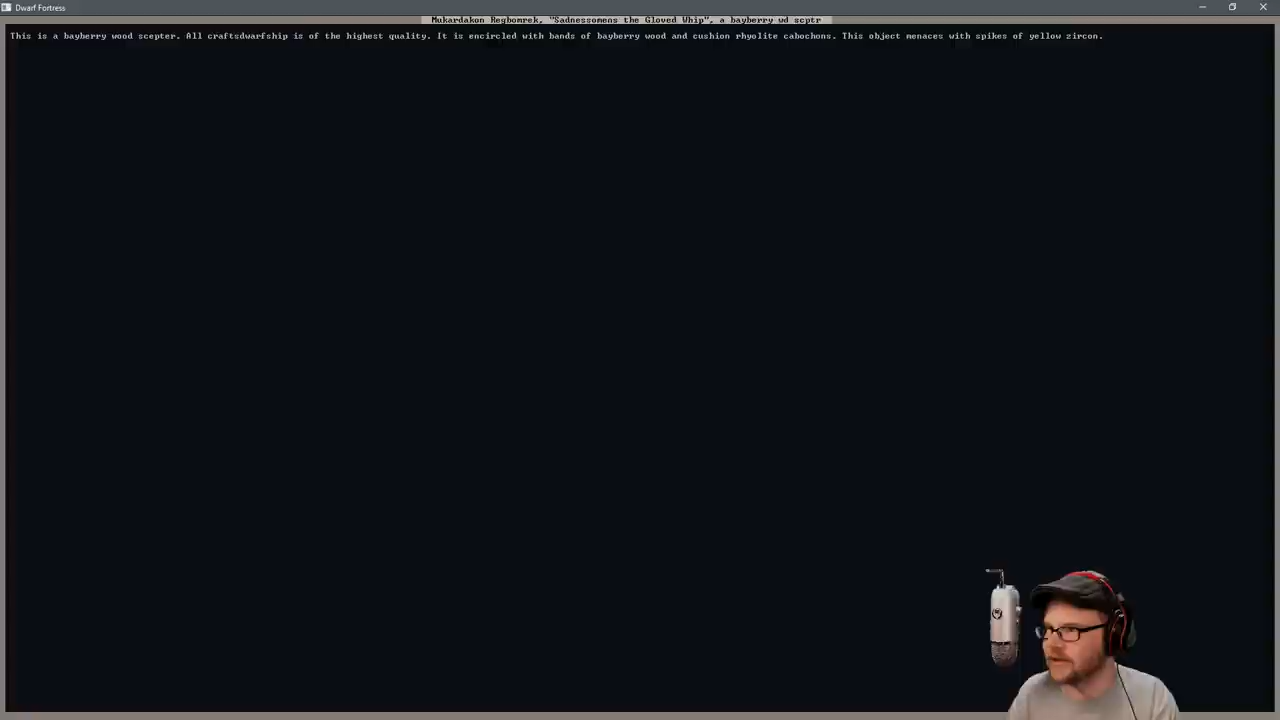 Dwarf Fortress
Mukardakon Regbomrek, "Sadnessomens the Gloved Whip", a bayberry wd scptr
This is a bayberry wood scepter. All craftsdwarfship is of the highest quality. It is encircled with bands of bayberry wood and cushion rhyolite cabochons. This object menaces with spikes of yellow zircon.